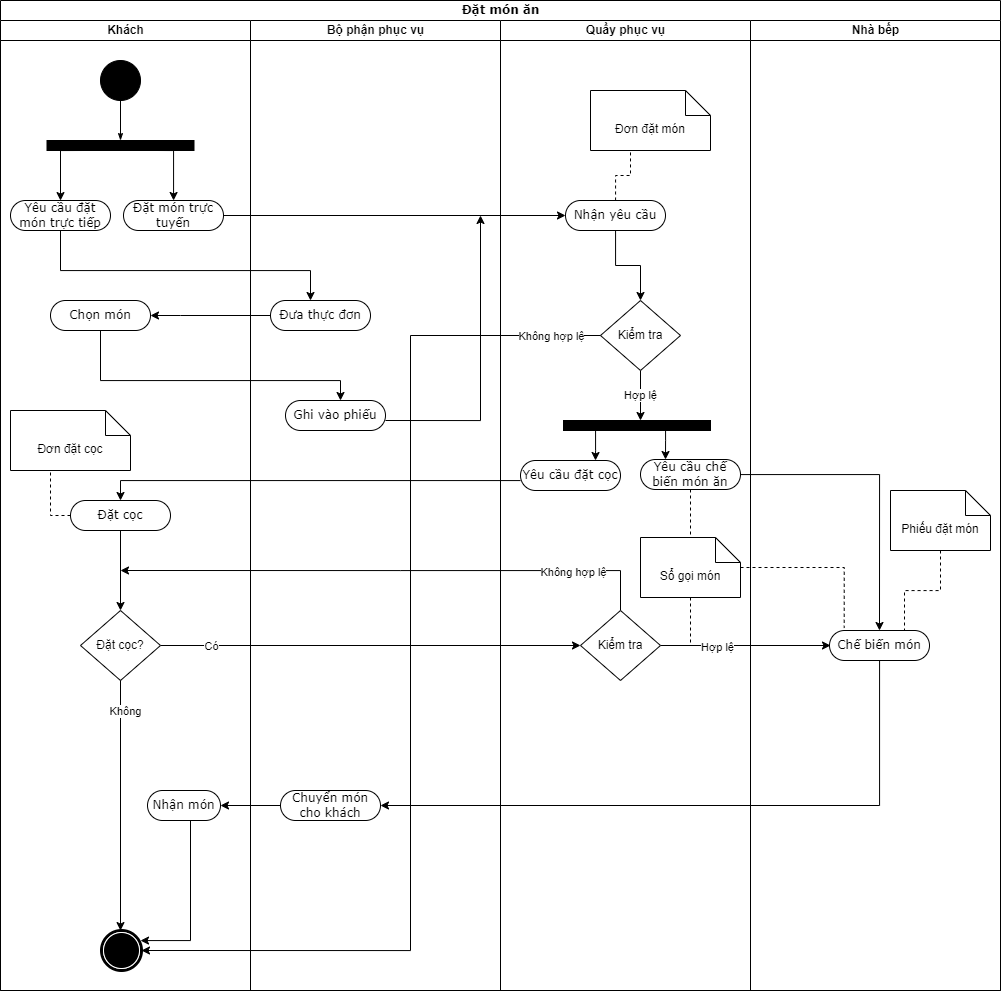 Đặt món ăn
Khách
Bộ phận phục vụ
Quầy phục vụ
Nhà bếp
Đơn đặt món
Yêu cầu đặt
món trực tiếp
Đặt món trực
tuyến
Nhận yêu cầu
Chọn món
Đưa thực đơn
Không hợp lệ
Kiểm tra
Hợp lệ
Ghi vào phiếu
Đơn đặt cọc
Yêu cầu đặt cọc
Yêu cầu chế
biến món ăn
Đặt cọc
Phiếu đặt món
Không hợp lệ
Sổ gọi món
Đặt cọc?
Có
Kiểm tra
Hợp lệ
Chế biến món
Không
Nhận món
Chuyển món
cho khách